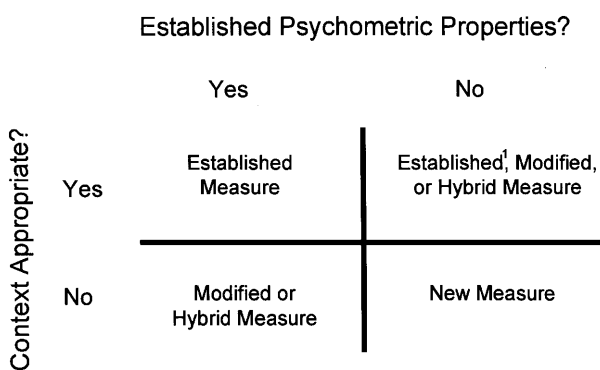 Established Psychometric Properties?
Yes
No
Context Appropriate?
Yes
Established
Measure
Established¹, Modified,
or Hybrid Measure
No
Modified or
Hybrid Measure
New Measure